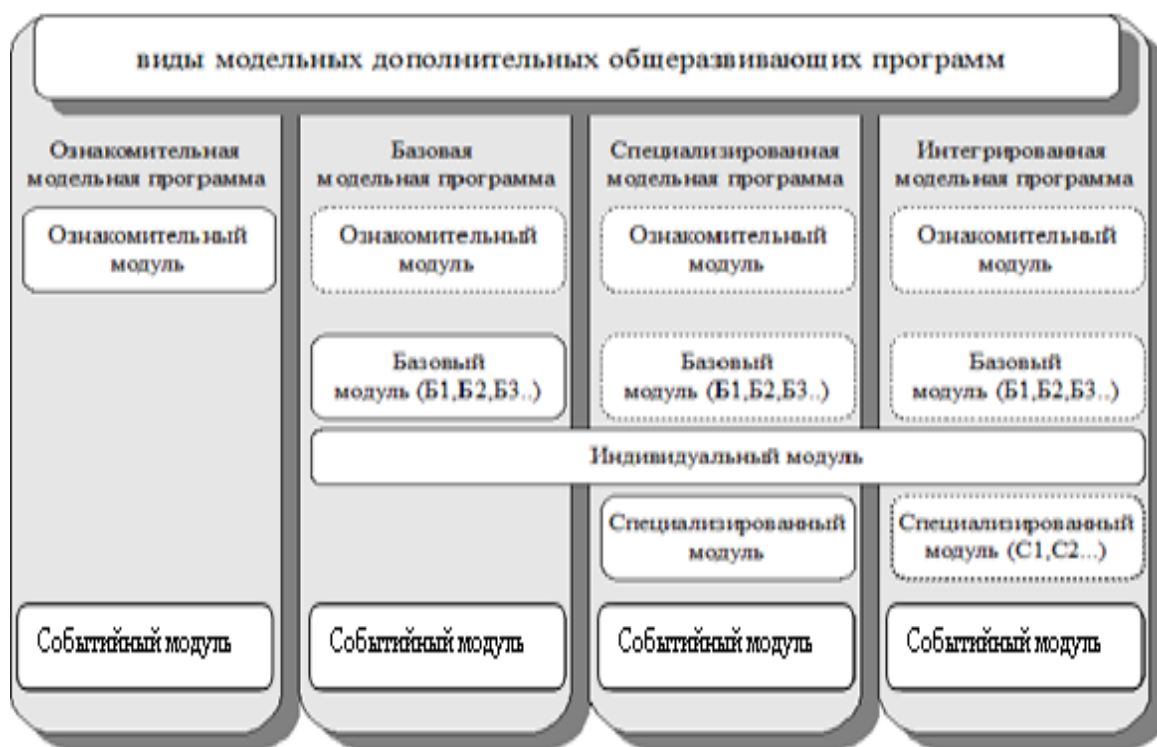 виды модельных дополнительных общеразвивающих программ
Ознакомительная
модельная программа
Ознакомительный
модуль
Событийный модуль
Базовая
модельная программа
Ознакомительный
модуль
Базовый
модуль (Б1,Б2,Б3..)
Событийный модуль
Специализированная
модельная программа
Ознакомительный
модуль
Базовый
модуль (Б1,Б2,Б3..)
Индивидуальный модуль
Специализированный
модуль
Событийный модуль
Интегрированная
модельная программа
Ознакомительный
модуль
Базовый
модуль (Б1,Б2,Б3..)
Специализированный
модуль (С1,С2...)
Событийный модуль